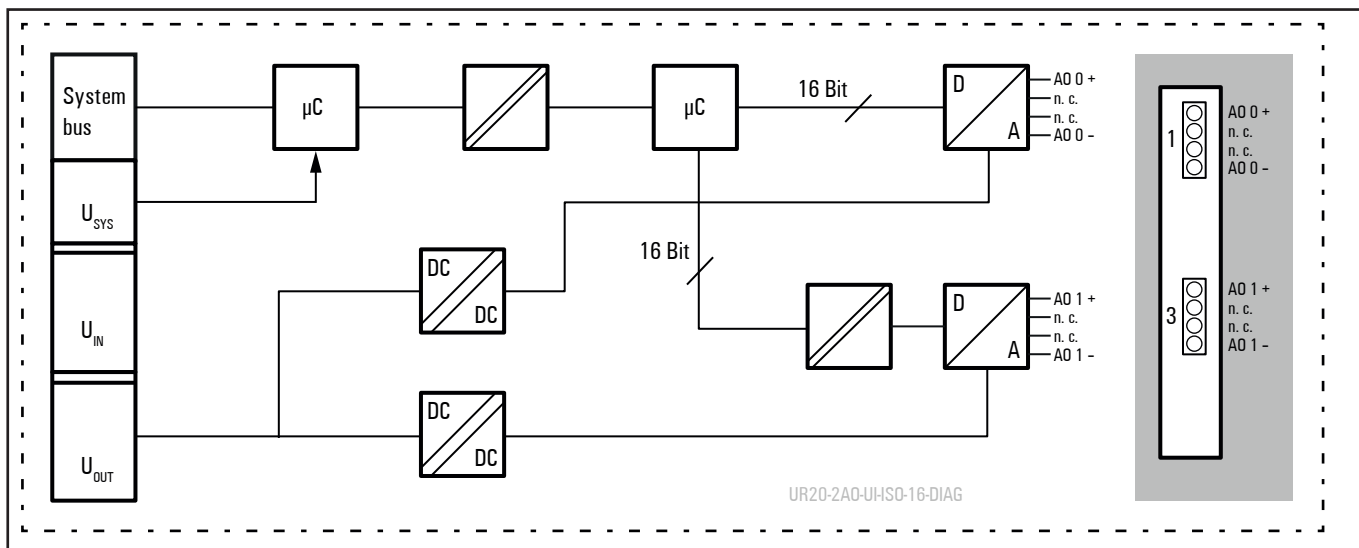 System
bus
U_SYS
U_IN
U_OUT
µC
µC
16 Bit
D
A
AO 0 +
n. c.
n. c.
AO 0 –
DC
DC
16 Bit
D
A
AO 1 +
n. c.
n. c.
AO 1 –
DC
DC
UR20-2AO-UI-ISO-16-DIAG
1
AO 0 +
n. c.
n. c.
AO 0 –
3
AO 1 +
n. c.
n. c.
AO 1 –